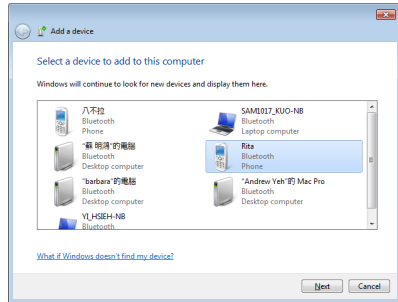 Add a device
Select a device to add to this computer
Windows will continue to look for new devices and display them here.
八不拉
Bluetooth
Phone
SAM1017_KUO-NB
Bluetooth
Laptop computer
"蘇 明鴻"的電腦
Bluetooth
Desktop computer
Rita
Bluetooth
Phone
"barbara"的電腦
Bluetooth
Desktop computer
"Andrew Yeh"的 Mac Pro
Bluetooth
Desktop computer
YI_HSIEH-NB
Bluetooth
What if Windows doesn't find my device?
Next
Cancel